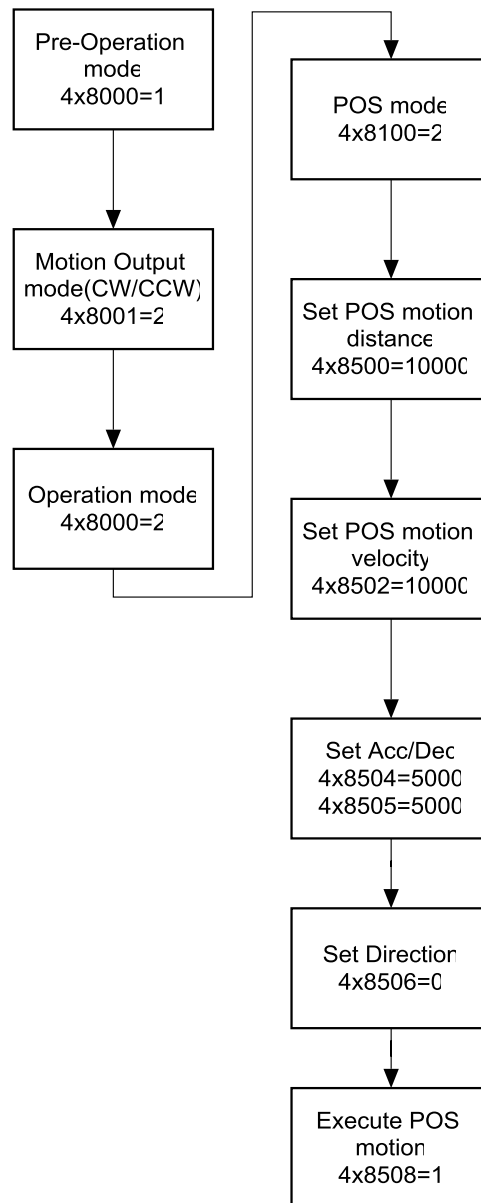 Pre-Operation
mode
4x8000=1
Motion Output
mode(CW/CCW)
4x8001=2
Operation mode
4x8000=2
POS mode
4x8100=2
Set POS motion
distance
4x8500=10000
Set POS motion
velocity
4x8502=10000
Set Acc/Dec
4x8504=5000
4x8505=5000
Set Direction
4x8506=0
Execute POS
motion
4x8508=1